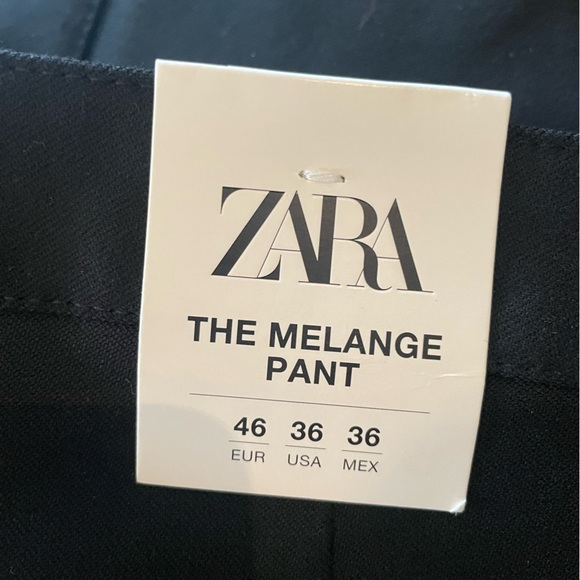 ZARA
THE MELANGE
PANT
46 36 36
EUR USA MEX